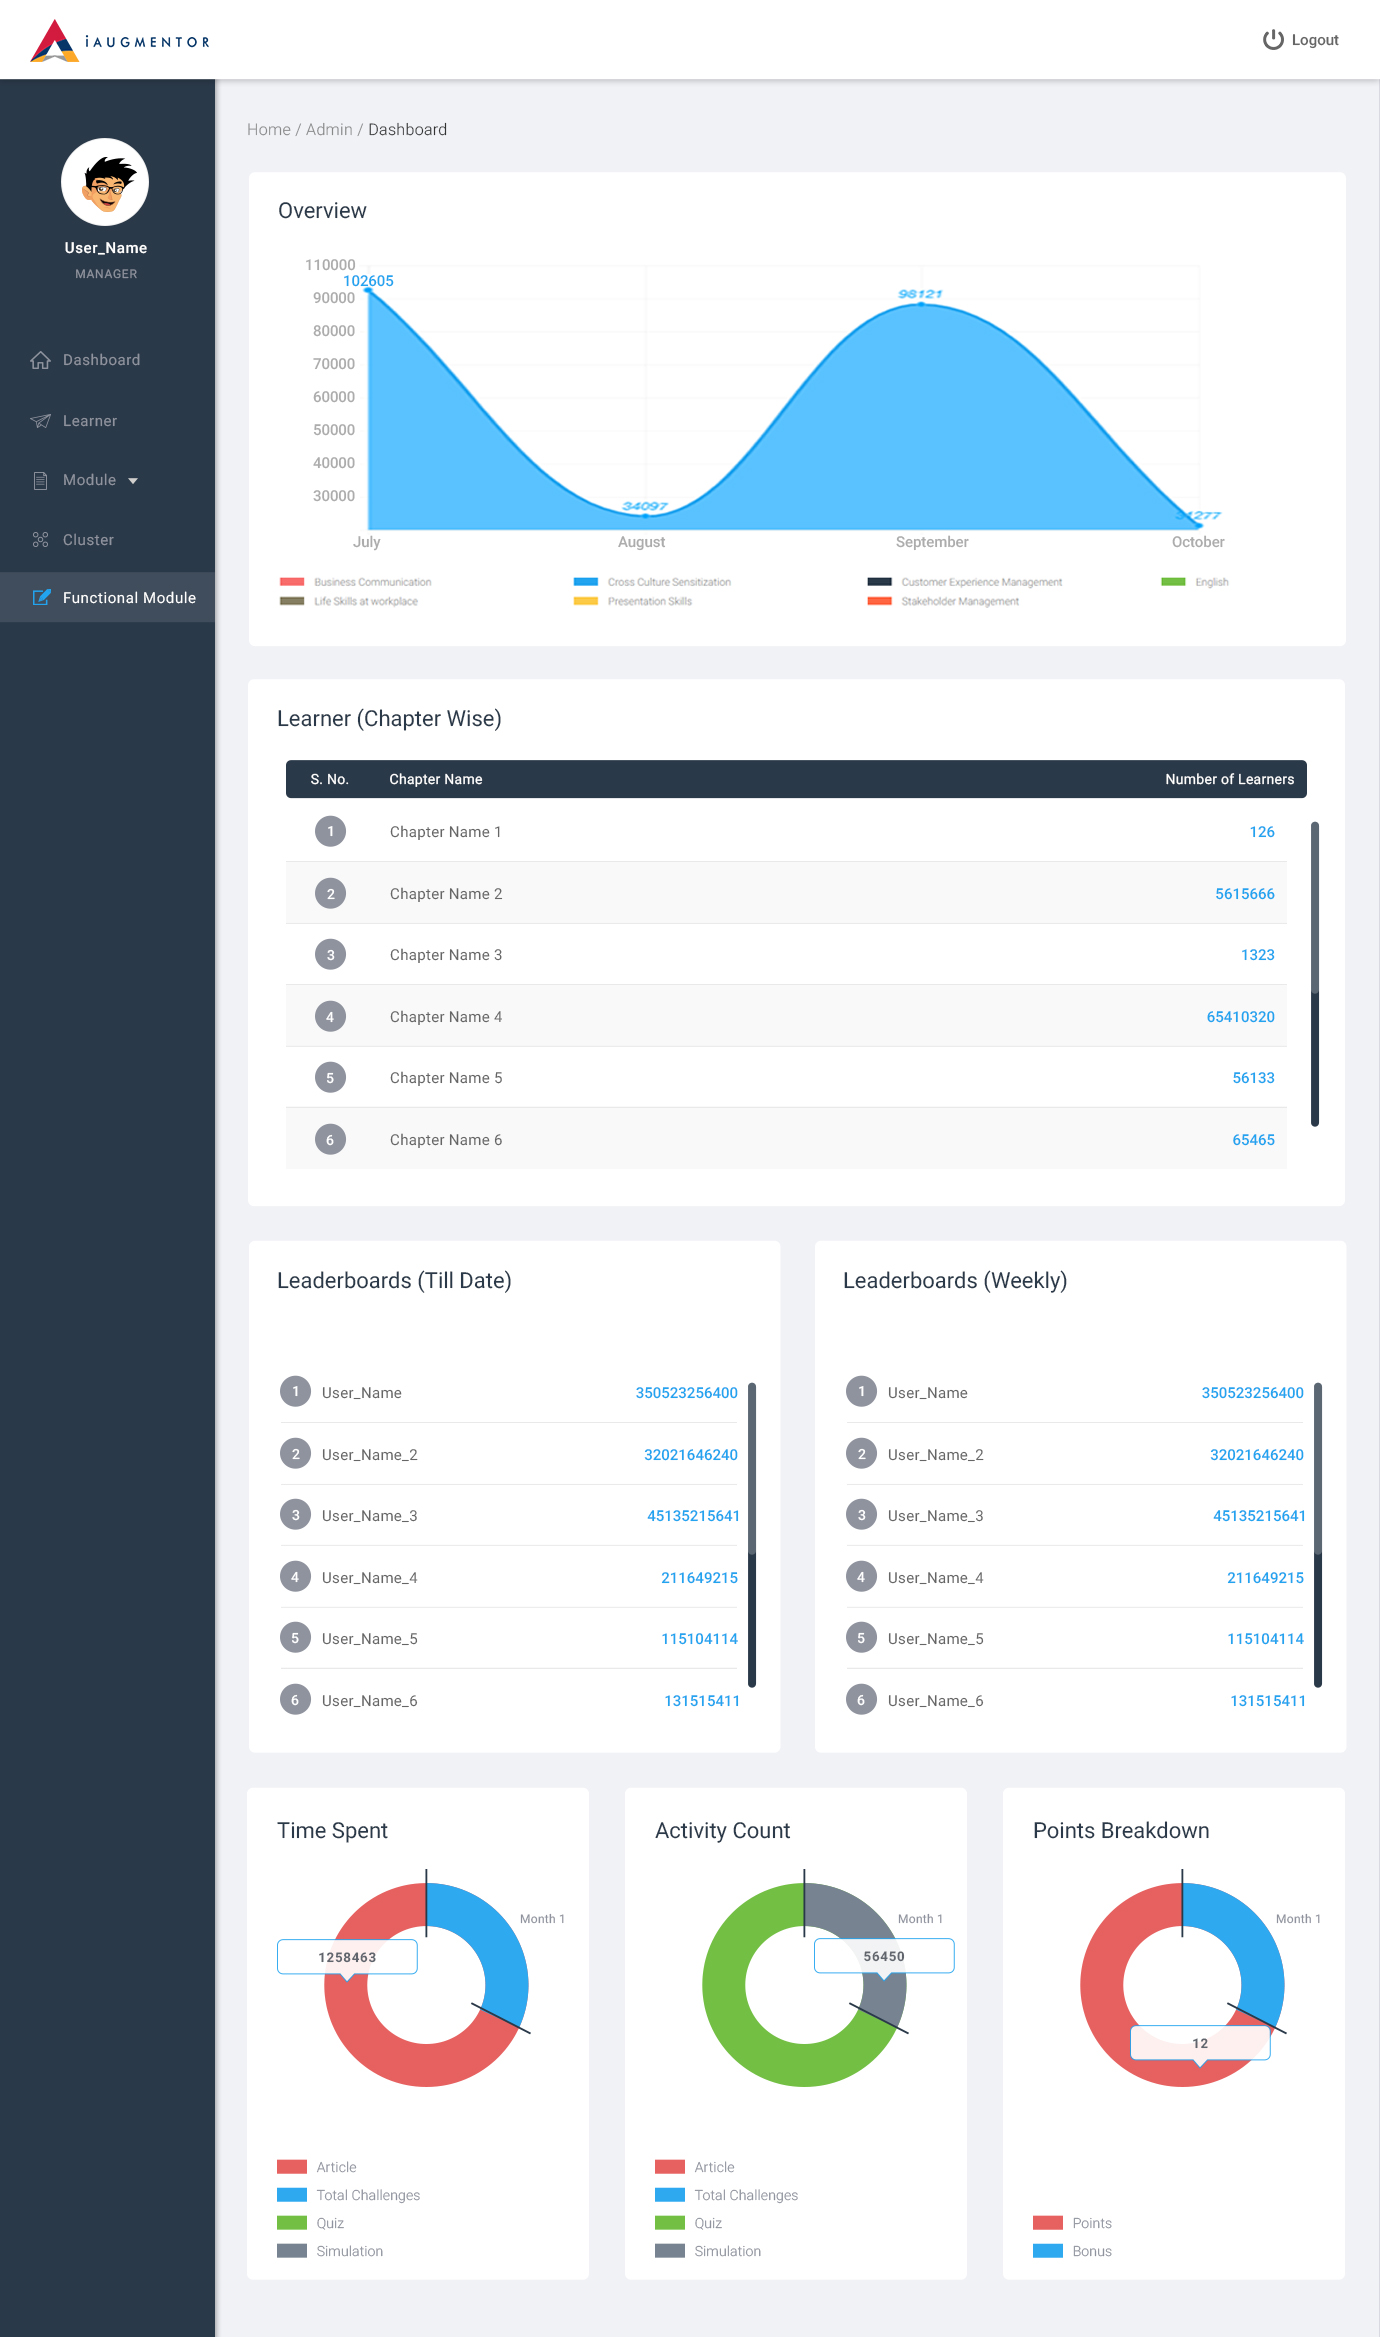 iAUGMENTOR
Logout
User_Name
MANAGER
Dashboard
Learner
Module
Cluster
Functional Module
Home / Admin / Dashboard
Overview
110000
102605
90000
98121
80000
70000
60000
50000
40000
30000
34097
31277
July August September October
Business Communication Cross Culture Sensitization Customer Experience Management English
Life Skills at workplace Presentation Skills Stakeholder Management
Learner (Chapter Wise)
S. No. Chapter Name Number of Learners
1 Chapter Name 1 126
2 Chapter Name 2 5615666
3 Chapter Name 3 1323
4 Chapter Name 4 65410320
5 Chapter Name 5 56133
6 Chapter Name 6 65465
Leaderboards (Till Date)
1 User_Name 350523256400
2 User_Name_2 32021646240
3 User_Name_3 45135215641
4 User_Name_4 211649215
5 User_Name_5 115104114
6 User_Name_6 131515411
Leaderboards (Weekly)
1 User_Name 350523256400
2 User_Name_2 32021646240
3 User_Name_3 45135215641
4 User_Name_4 211649215
5 User_Name_5 115104114
6 User_Name_6 131515411
Time Spent
Month 1
1258463
Article
Total Challenges
Quiz
Simulation
Activity Count
Month 1
56450
Article
Total Challenges
Quiz
Simulation
Points Breakdown
Month 1
12
Points
Bonus